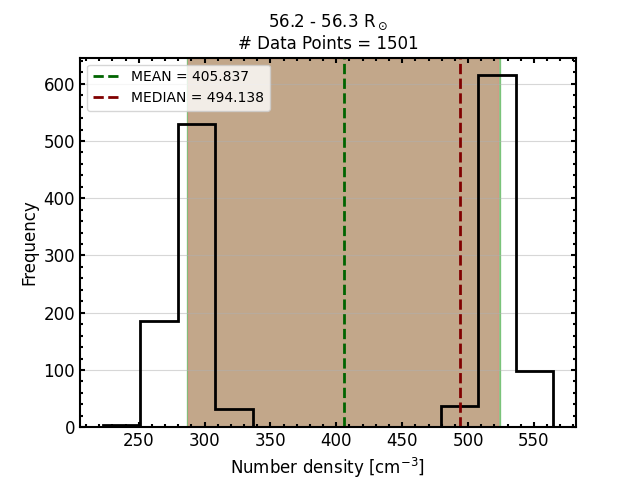 56.2 - 56.3 R⊙
# Data Points = 1501
MEAN = 405.837
MEDIAN = 494.138
600
500
400
300
200
100
0
Frequency
250 300 350 400 450 500 550
Number density [cm⁻³]